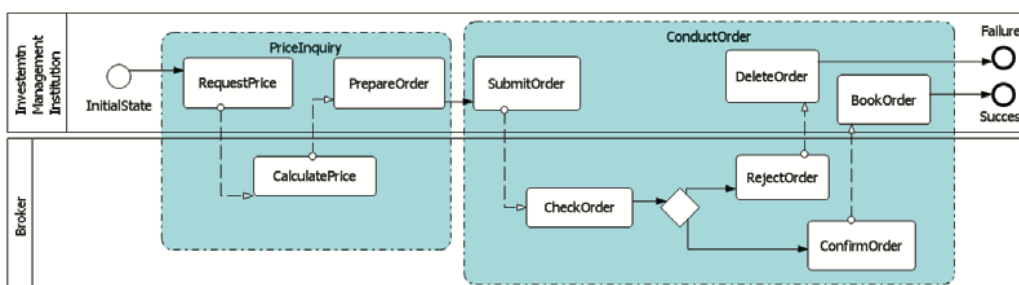 Investemtn
Management
Institution
InitialState
PriceInquiry
RequestPrice
PrepareOrder
CalculatePrice
ConductOrder
SubmitOrder
DeleteOrder
BookOrder
Failure
Succes
Broker
CheckOrder
RejectOrder
ConfirmOrder